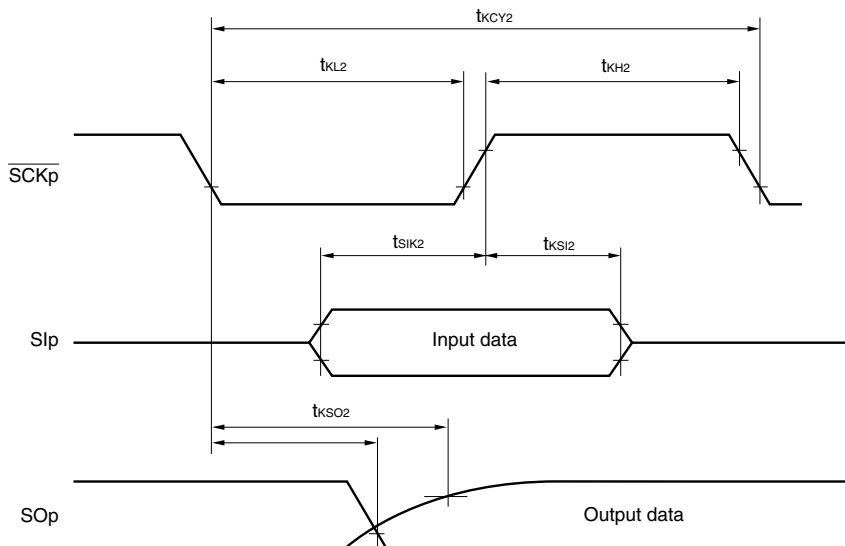 tKCY2
tKL2
tKH2
SCKp
tSIK2
tKSI2
SIp
Input data
tKSO2
SOp
Output data